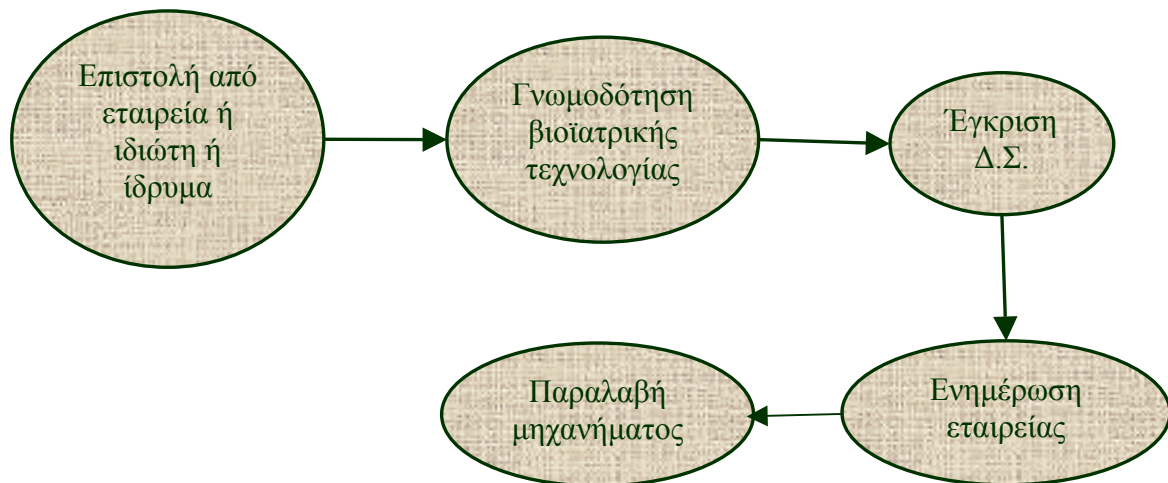 Επιστολή από
εταιρεία ή
ιδιώτη ή
ίδρυμα
Γνωμοδότηση
βιοϊατρικής
τεχνολογίας
Έγκριση
Δ.Σ.
Ενημέρωση
εταιρείας
Παραλαβή
μηχανήματος